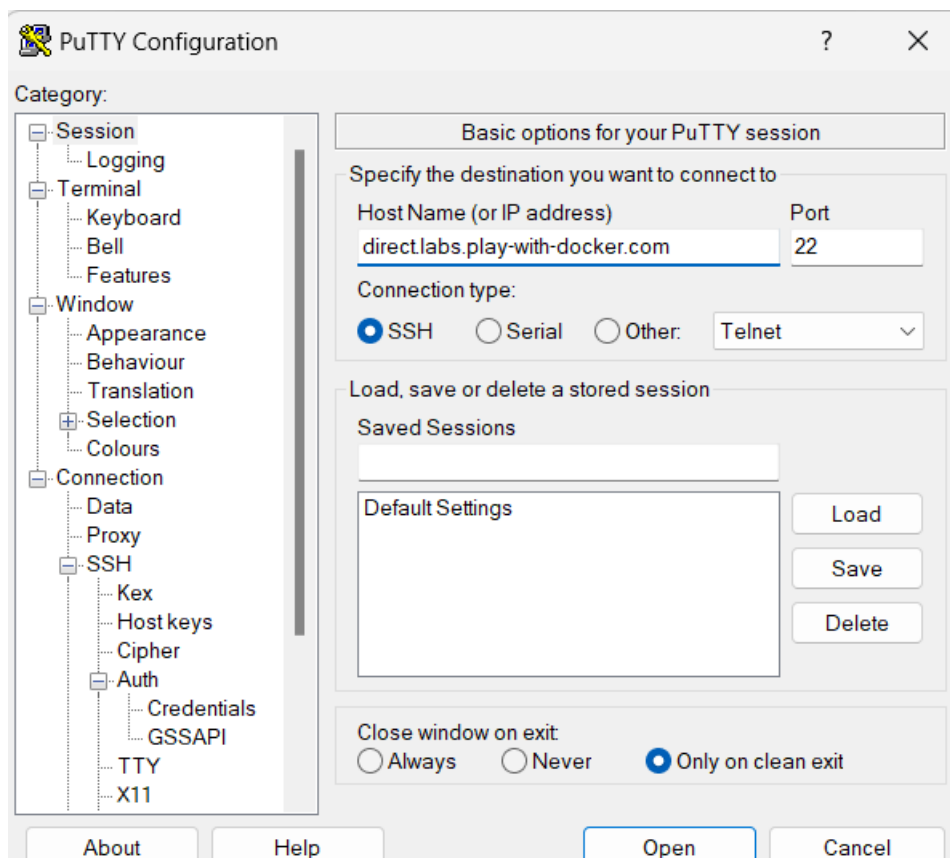 PuTTY Configuration
?
Category:
Session
Logging
Terminal
Keyboard
Bell
Features
Window
Appearance
Behaviour
Translation
Selection
Colours
Connection
Data
Proxy
SSH
Kex
Host keys
Cipher
Auth
Credentials
GSSAPI
TTY
X11
Basic options for your PuTTY session
Specify the destination you want to connect to
Host Name (or IP address) Port
direct.labs.play-with-docker.com 22
Connection type:
SSH Serial Other: Telnet
Load, save or delete a stored session
Saved Sessions
Default Settings
Load
Save
Delete
Close window on exit:
Always Never Only on clean exit
About Help Open Cancel